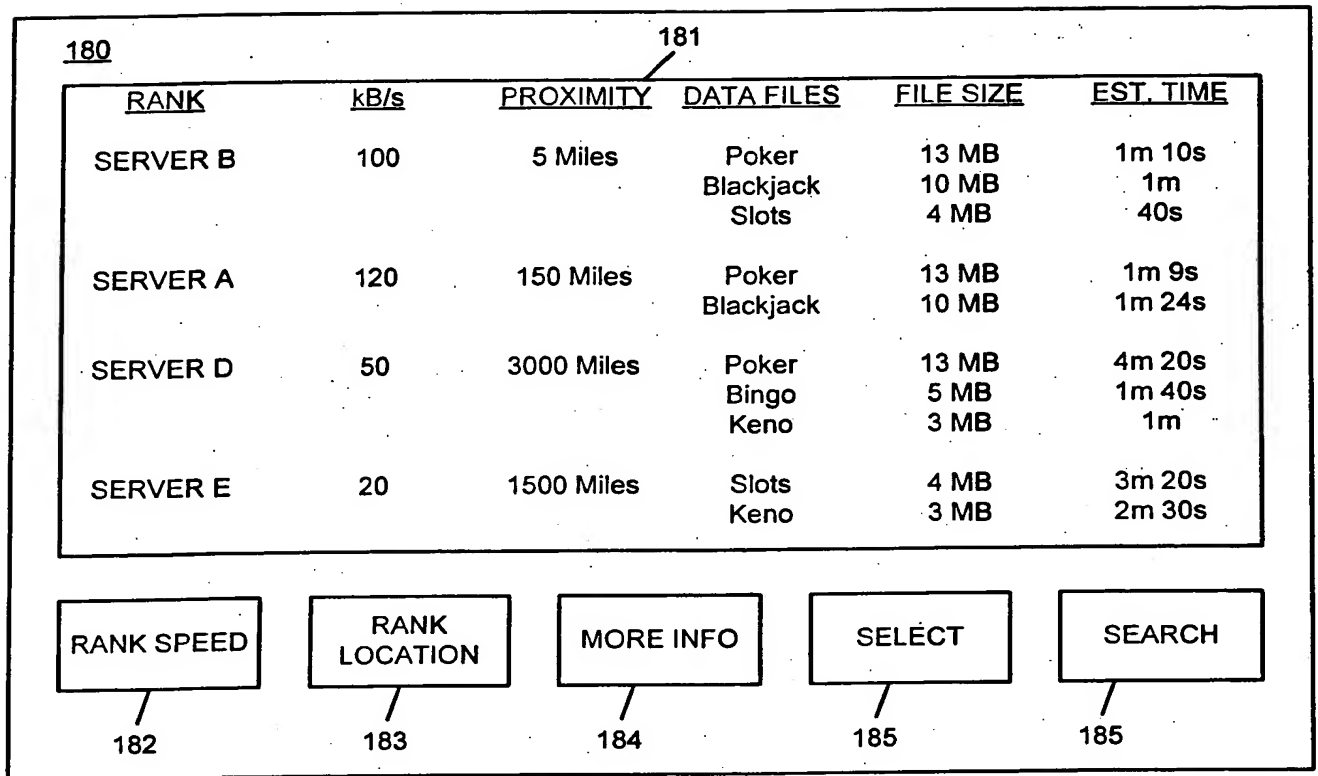 180
181
RANK kB/s PROXIMITY DATA FILES FILE SIZE EST. TIME
SERVER B 100 5 Miles Poker 13 MB 1m 10s
Blackjack 10 MB 1m
Slots 4 MB 40s
SERVER A 120 150 Miles Poker 13 MB 1m 9s
Blackjack 10 MB 1m 24s
SERVER D 50 3000 Miles Poker 13 MB 4m 20s
Bingo 5 MB 1m 40s
Keno 3 MB 1m
SERVER E 20 1500 Miles Slots 4 MB 3m 20s
Keno 3 MB 2m 30s
RANK SPEED
RANK
LOCATION
MORE INFO
SELECT
SEARCH
182 183 184 185 185